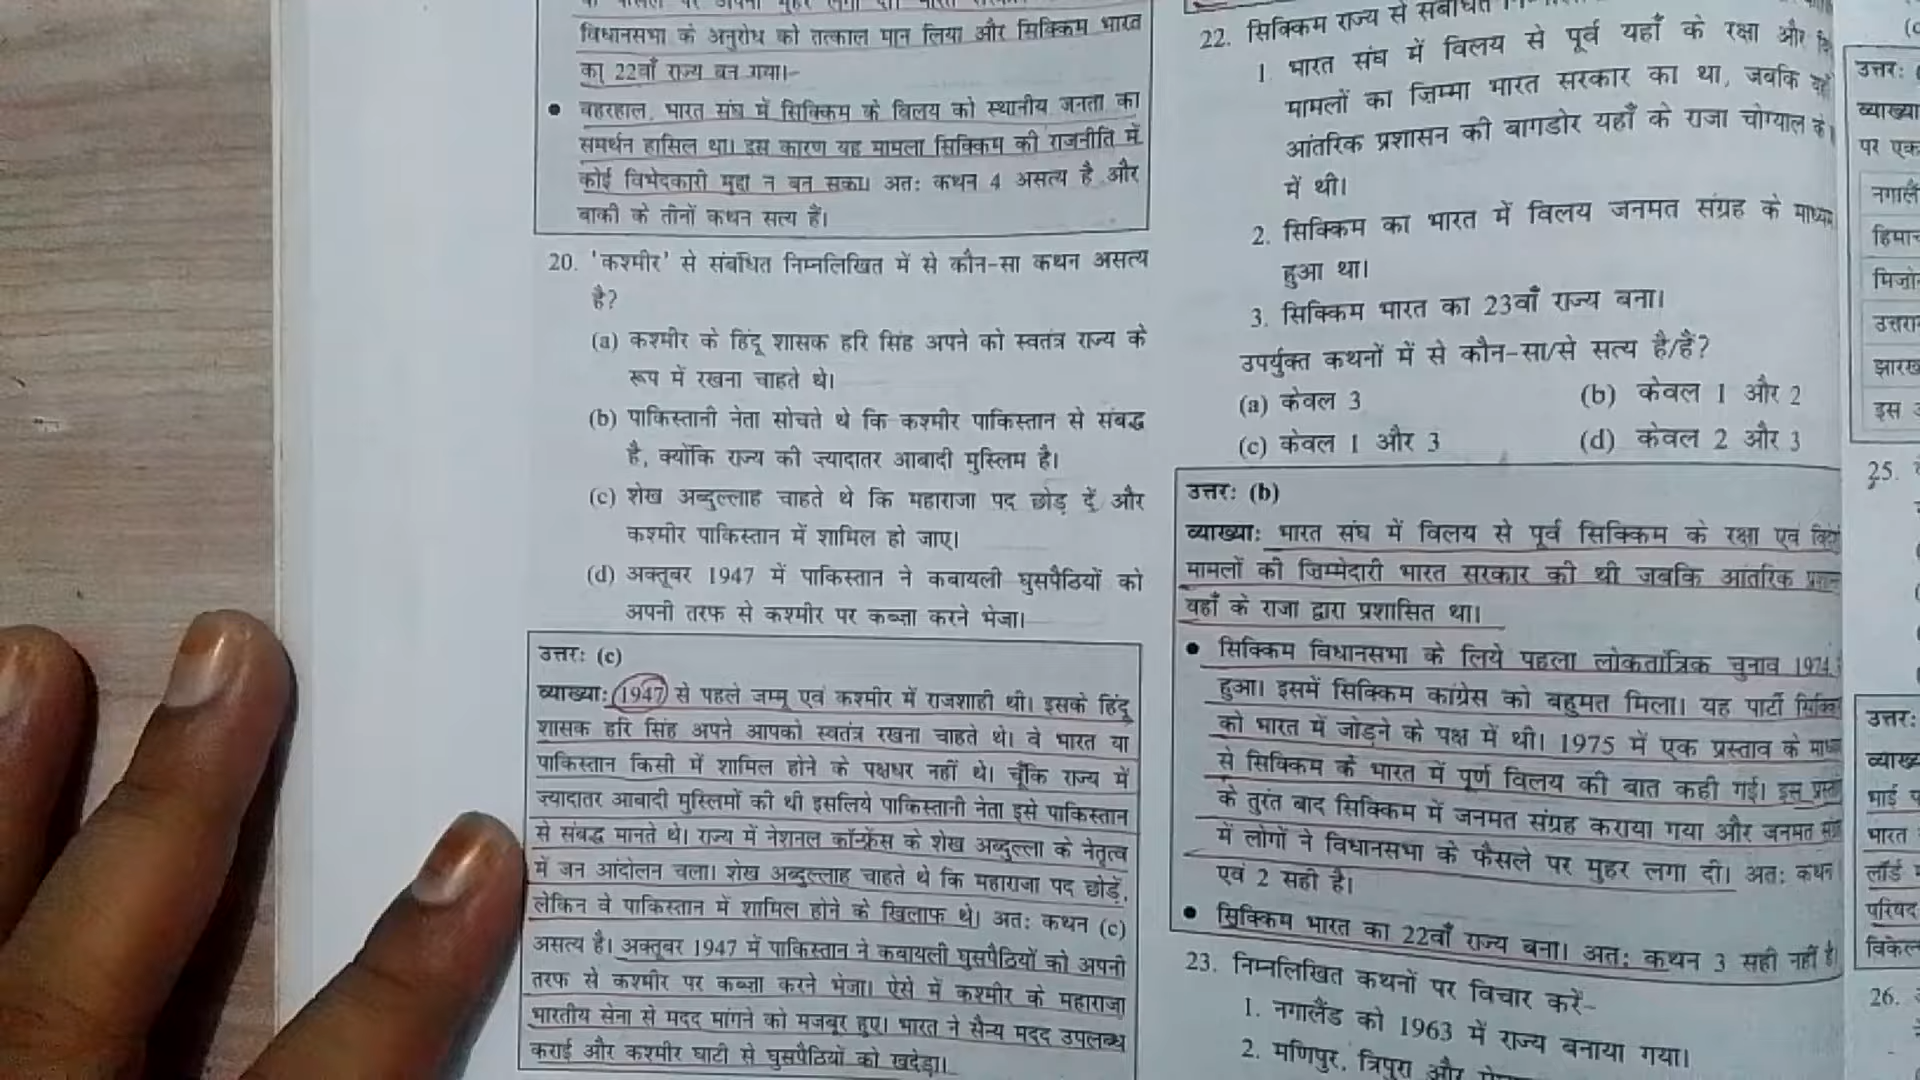 विधानसभा के अनुरोध को तत्काल मान लिया और सिक्किम भारत
का 22वाँ राज्य बन गया।
• बहरहाल, भारत संघ में सिक्किम के विलय को स्थानीय जनता का
समर्थन हासिल था। इस कारण यह मामला सिक्किम की राजनीति में
कोई विभेदकारी मुद्दा न बन सका। अतः कथन 4 असत्य है और
बाकी के तीनों कथन सत्य हैं।
20. 'कश्मीर' से संबंधित निम्नलिखित में से कौन-सा कथन असत्य
है?
(a) कश्मीर के हिंदू शासक हरि सिंह अपने को स्वतंत्र राज्य के
रूप में रखना चाहते थे।
(b) पाकिस्तानी नेता सोचते थे कि कश्मीर पाकिस्तान से संबद्ध
है, क्योंकि राज्य की ज़्यादातर आबादी मुस्लिम है।
(c) शेख अब्दुल्लाह चाहते थे कि महाराजा पद छोड़ दें और
कश्मीर पाकिस्तान में शामिल हो जाए।
(d) अक्तूबर 1947 में पाकिस्तान ने कबायली घुसपैठियों को
अपनी तरफ से कश्मीर पर कब्ज़ा करने भेजा।
उत्तरः (c)
व्याख्याः 1947 से पहले जम्मू एवं कश्मीर में राजशाही थी। इसके हिंदू
शासक हरि सिंह अपने आपको स्वतंत्र रखना चाहते थे। वे भारत या
पाकिस्तान किसी में शामिल होने के पक्षधर नहीं थे। चूँकि राज्य में
ज़्यादातर आबादी मुस्लिमों की थी इसलिये पाकिस्तानी नेता इसे पाकिस्तान
से संबद्ध मानते थे। राज्य में नेशनल कॉन्फ्रेंस के शेख अब्दुल्ला के नेतृत्व
में जन आंदोलन चला। शेख अब्दुल्लाह चाहते थे कि महाराजा पद छोड़ें,
लेकिन वे पाकिस्तान में शामिल होने के खिलाफ थे। अतः कथन (c)
असत्य है। अक्तूबर 1947 में पाकिस्तान ने कबायली घुसपैठियों को अपनी
तरफ से कश्मीर पर कब्ज़ा करने भेजा। ऐसे में कश्मीर के महाराजा
भारतीय सेना से मदद मांगने को मजबूर हुए। भारत ने सैन्य मदद उपलब्ध
कराई और कश्मीर घाटी से घुसपैठियों को खदेड़ा।
22. सिक्किम राज्य से संबंधित
1. भारत संघ में विलय से पूर्व यहाँ के रक्षा और
मामलों का ज़िम्मा भारत सरकार का था, जबकि
आंतरिक प्रशासन की बागडोर यहाँ के राजा चोग्याल के
में थी।
2. सिक्किम का भारत में विलय जनमत संग्रह के माध्यम
हुआ था।
3. सिक्किम भारत का 23वाँ राज्य बना।
उपर्युक्त कथनों में से कौन-सा/से सत्य है/हैं?
(a) केवल 3
(b) केवल 1 और 2
(c) केवल 1 और 3
(d) केवल 2 और 3
उत्तरः (b)
व्याख्याः भारत संघ में विलय से पूर्व सिक्किम के रक्षा एवं
मामलों की ज़िम्मेदारी भारत सरकार की थी जबकि आंतरिक
वहाँ के राजा द्वारा प्रशासित था।
• सिक्किम विधानसभा के लिये पहला लोकतांत्रिक चुनाव 1974
हुआ। इसमें सिक्किम कांग्रेस को बहुमत मिला। यह पार्टी
को भारत में जोड़ने के पक्ष में थी। 1975 में एक प्रस्ताव के
से सिक्किम के भारत में पूर्ण विलय की बात कही गई। इस
के तुरंत बाद सिक्किम में जनमत संग्रह कराया गया और जनमत
में लोगों ने विधानसभा के फैसले पर मुहर लगा दी। अतः कथन
एवं 2 सही है।
• सिक्किम भारत का 22वाँ राज्य बना। अतः कथन 3 सही नहीं है।
23. निम्नलिखित कथनों पर विचार करें-
1. नगालैंड को 1963 में राज्य बनाया गया।
2. मणिपुर, त्रिपुरा और
उत्तरः
व्याख्या
पर एक
25.
उत्तरः
भारत
लॉर्ड
परिषद
26.